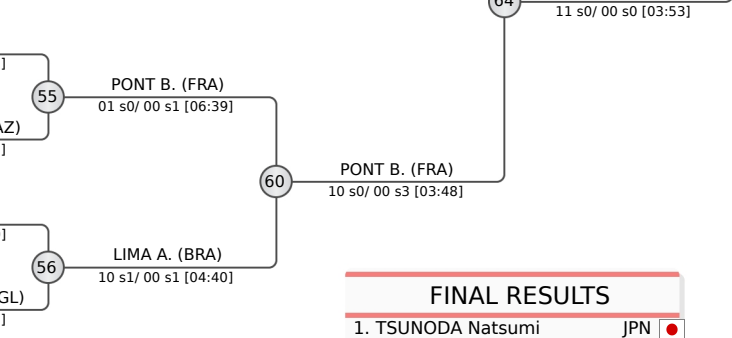 64
11 s0/ 00 s0 [03:53]
]
55
PONT B. (FRA)
01 s0/ 00 s1 [06:39]
AZ)
]
60
PONT B. (FRA)
10 s0/ 00 s3 [03:48]
]
56
LIMA A. (BRA)
10 s1/ 00 s1 [04:40]
GL)
]
FINAL RESULTS
1. TSUNODA Natsumi JPN